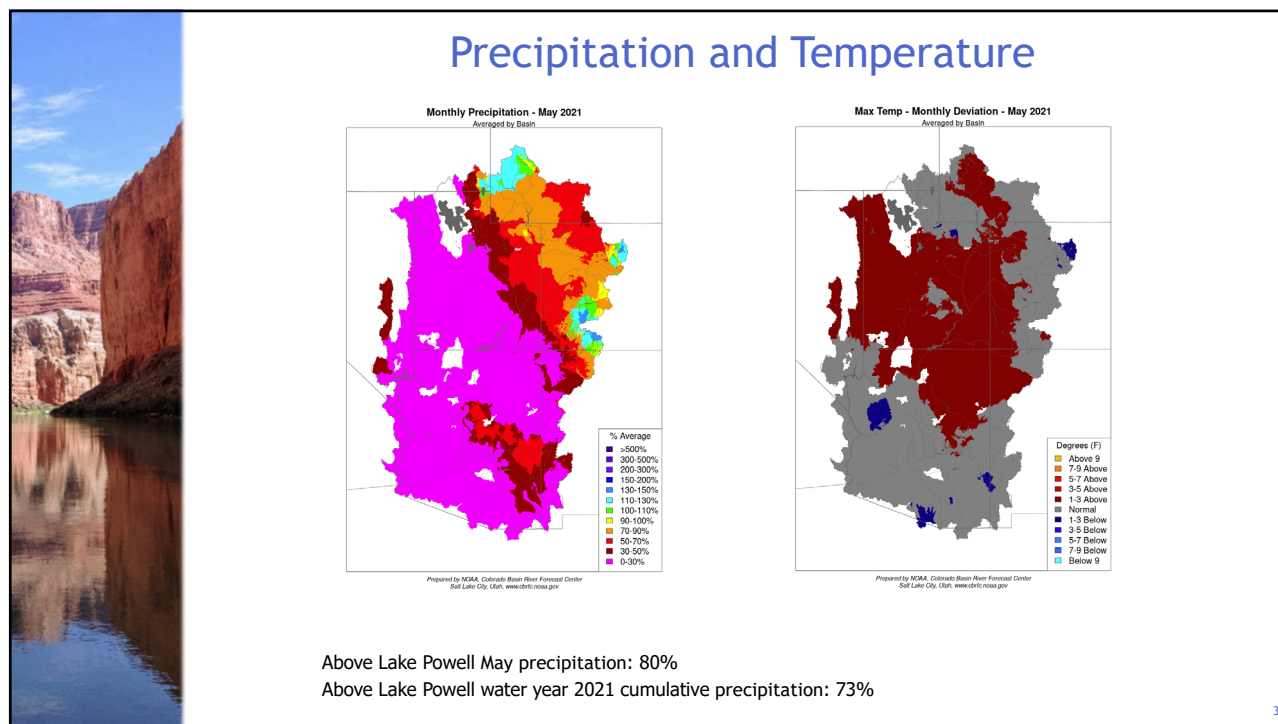 Precipitation and Temperature
Monthly Precipitation - May 2021
Averaged by Basin
% Average
>500%
300-500%
200-300%
150-200%
130-150%
110-130%
100-110%
90-100%
70-90%
50-70%
30-50%
0-30%
Prepared by NOAA, Colorado Basin River Forecast Center
Salt Lake City, Utah, www.cbrfc.noaa.gov
Max Temp - Monthly Deviation - May 2021
Averaged by Basin
Degrees (F)
Above 9
7-9 Above
5-7 Above
3-5 Above
1-3 Above
Normal
1-3 Below
3-5 Below
5-7 Below
7-9 Below
Below 9
Prepared by NOAA, Colorado Basin River Forecast Center
Salt Lake City, Utah, www.cbrfc.noaa.gov
Above Lake Powell May precipitation: 80%
Above Lake Powell water year 2021 cumulative precipitation: 73%
3